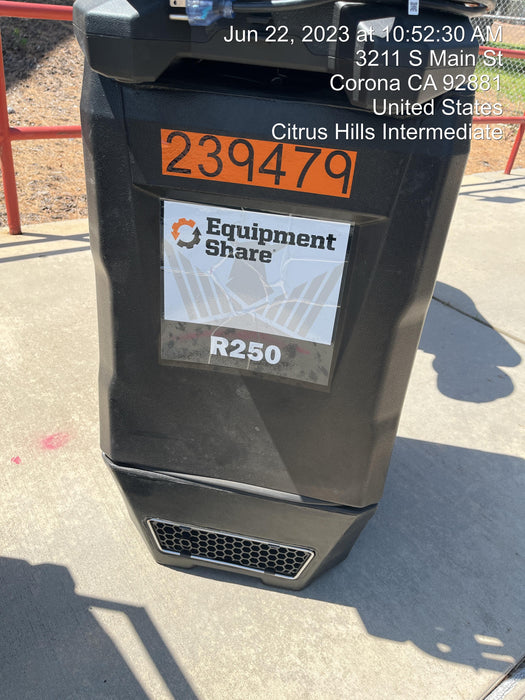 Jun 22, 2023 at 10:52:30 AM
3211 S Main St
Corona CA 92881
United States
Citrus Hills Intermediate
239479
Equipment
Share
R250